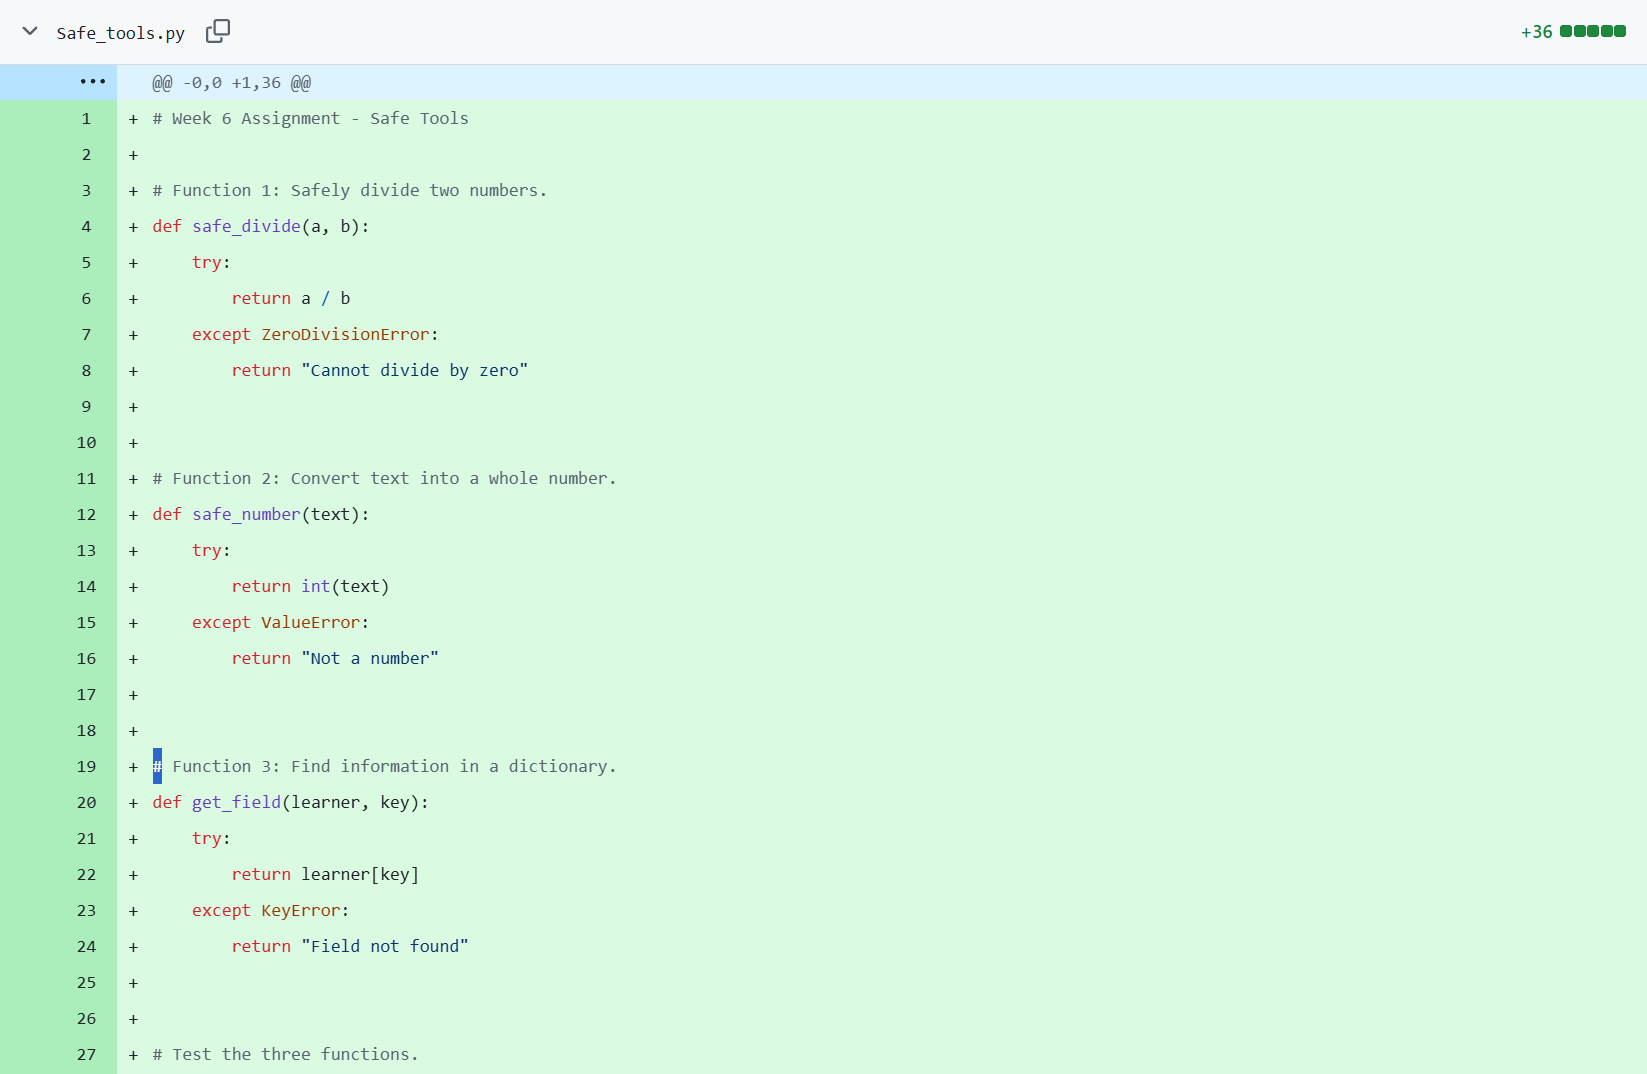 Safe_tools.py +36
@@ -0,0 +1,36 @@
1 + # Week 6 Assignment - Safe Tools
2 +
3 + # Function 1: Safely divide two numbers.
4 + def safe_divide(a, b):
5 +     try:
6 +         return a / b
7 +     except ZeroDivisionError:
8 +         return "Cannot divide by zero"
9 +
10 +
11 + # Function 2: Convert text into a whole number.
12 + def safe_number(text):
13 +     try:
14 +         return int(text)
15 +     except ValueError:
16 +         return "Not a number"
17 +
18 +
19 + # Function 3: Find information in a dictionary.
20 + def get_field(learner, key):
21 +     try:
22 +         return learner[key]
23 +     except KeyError:
24 +         return "Field not found"
25 +
26 +
27 + # Test the three functions.